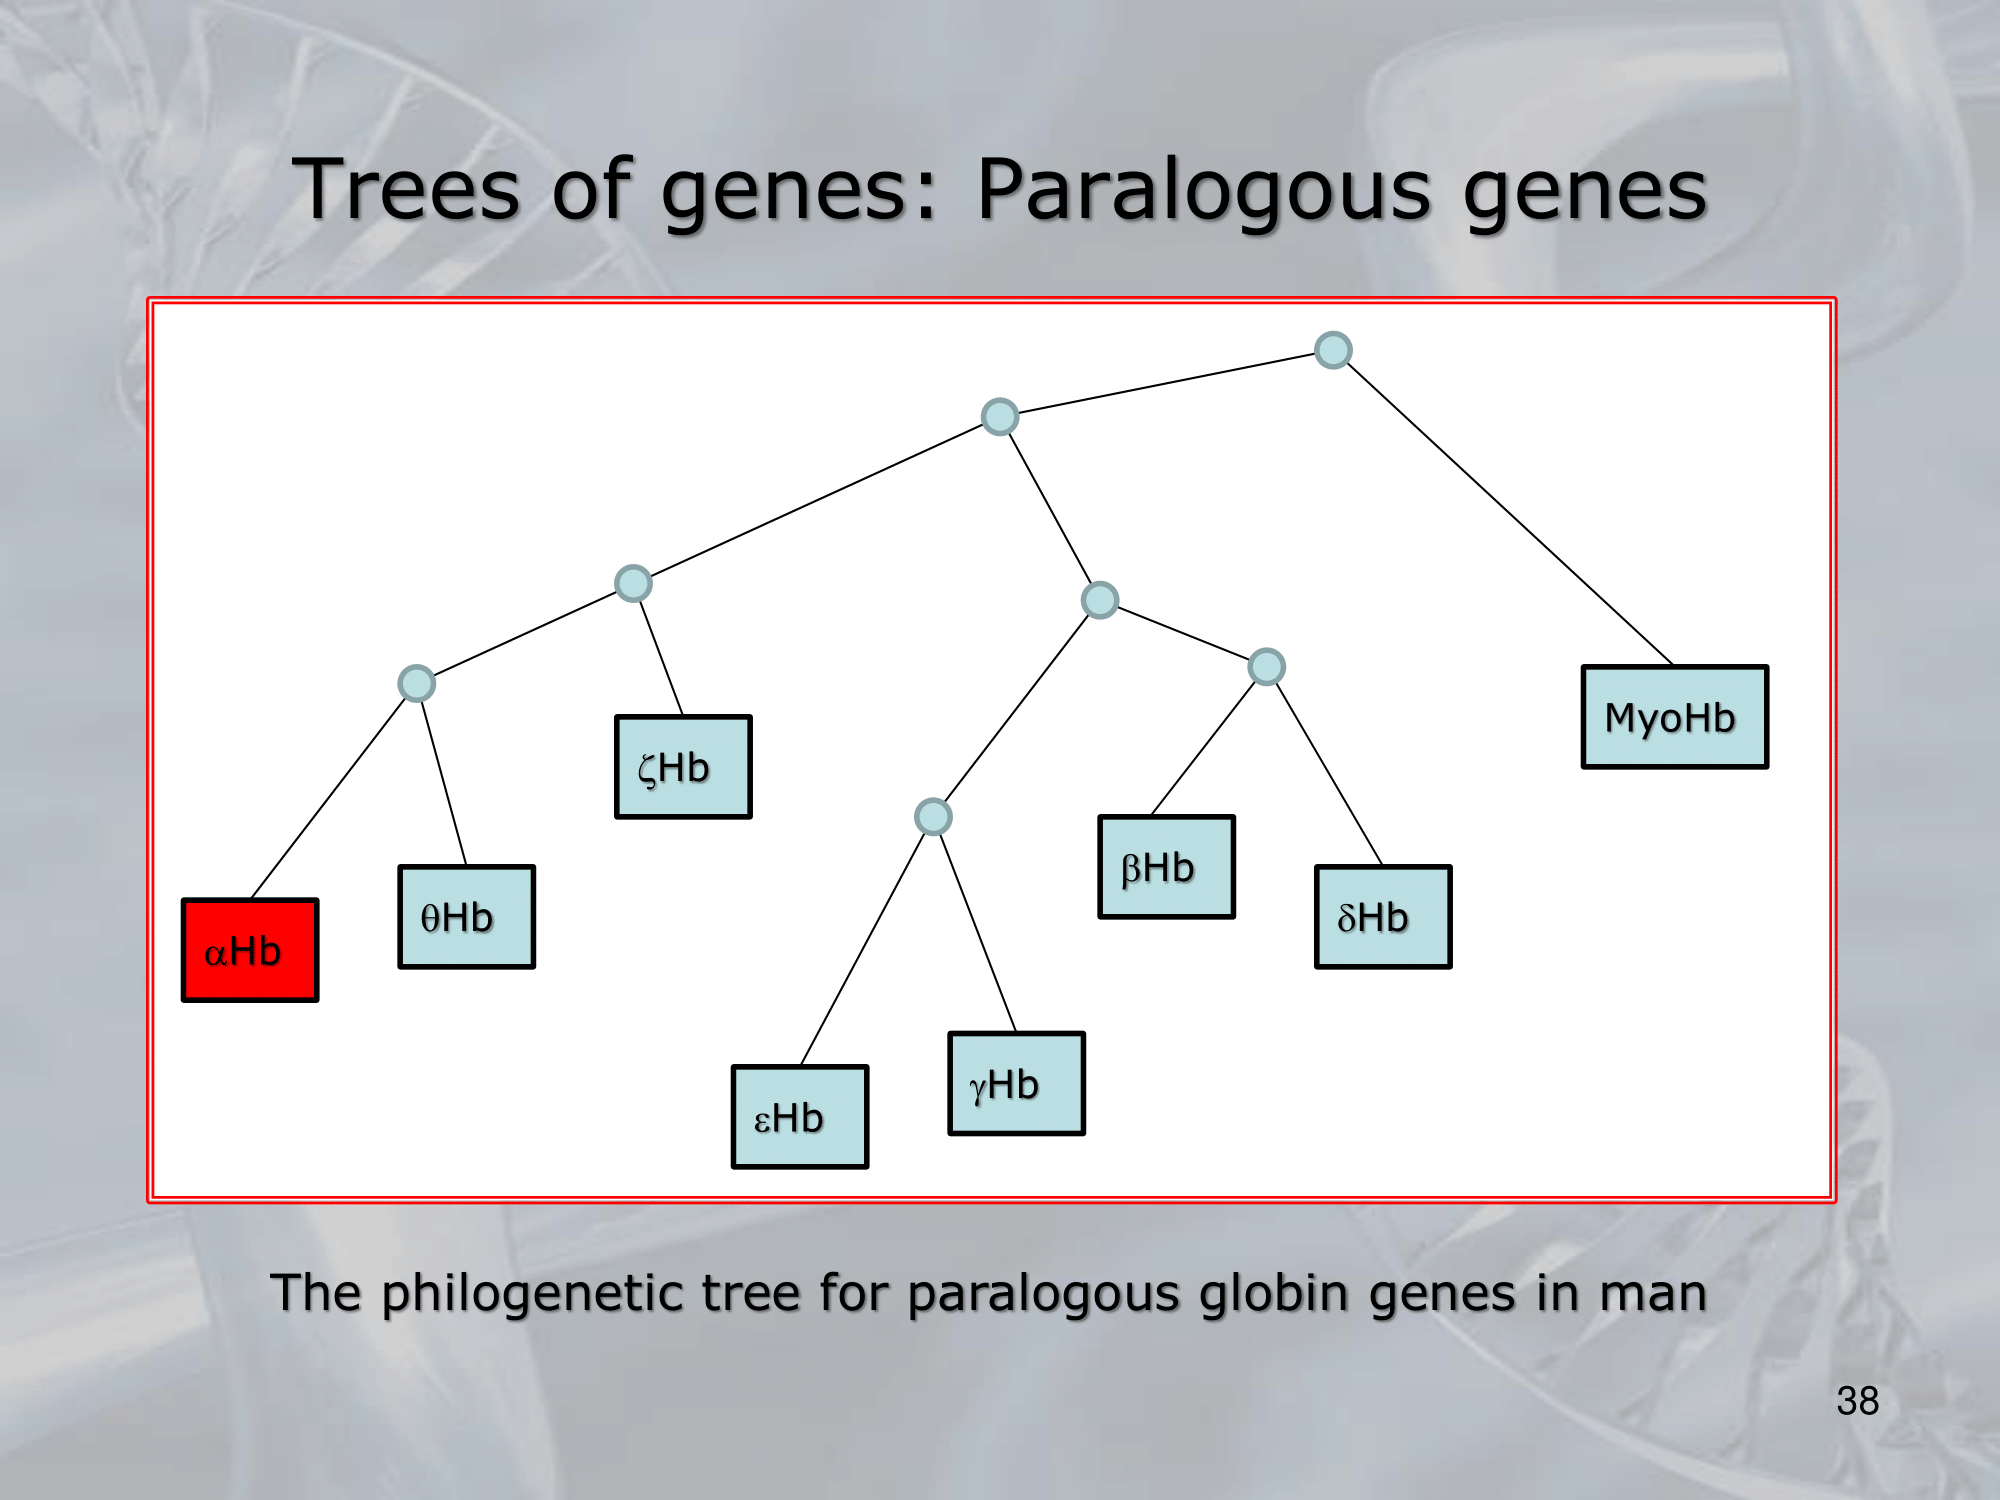 Trees of genes: Paralogous genes
MyoHb
ζHb
βHb
θHb
δHb
αHb
γHb
εHb
The philogenetic tree for paralogous globin genes in man
38